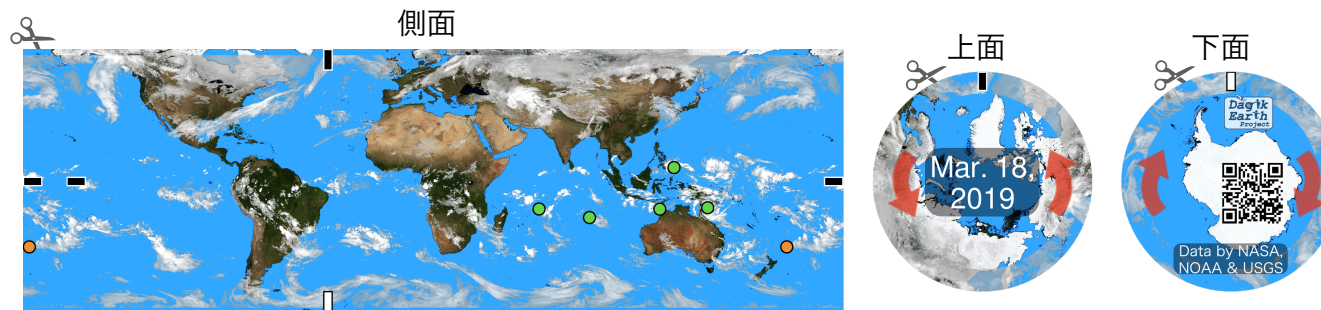 側面
上面
下面
Mar. 18,
2019
Dagik
Earth
Project
Data by NASA,
NOAA & USGS